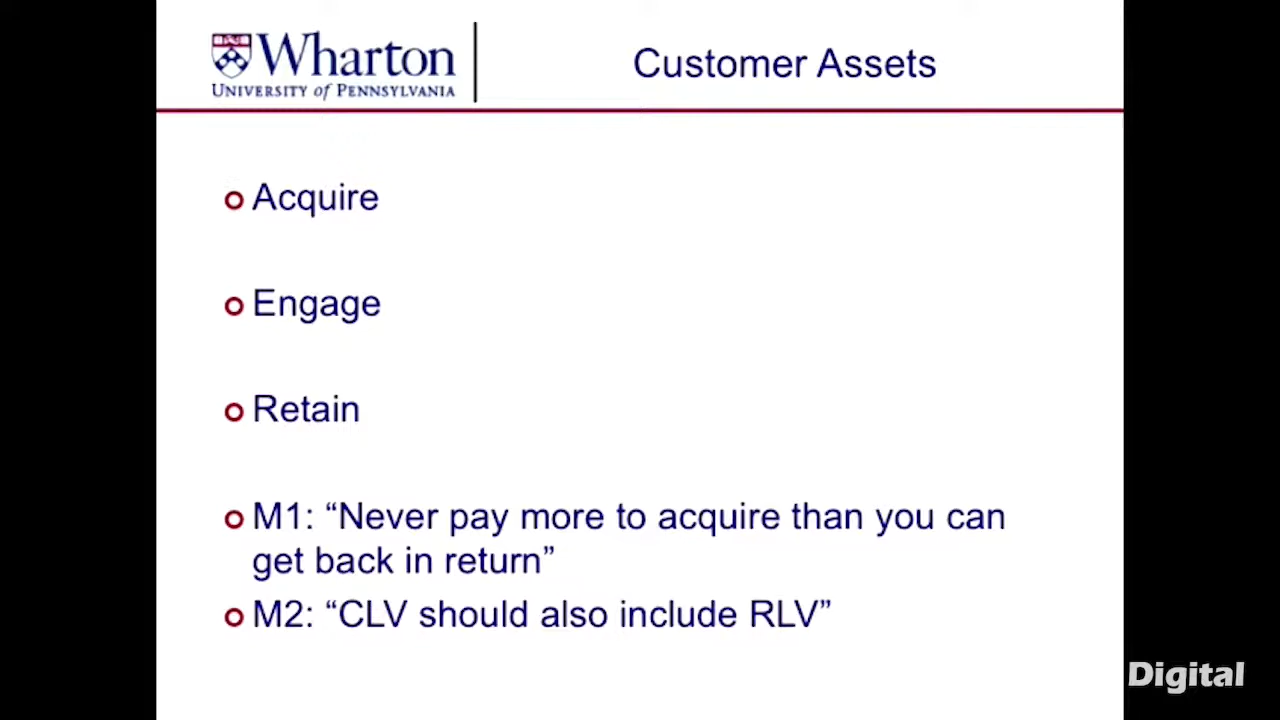 Wharton
UNIVERSITY of PENNSYLVANIA
Customer Assets
Acquire
Engage
Retain
M1: “Never pay more to acquire than you can
get back in return”
M2: “CLV should also include RLV”
Digital